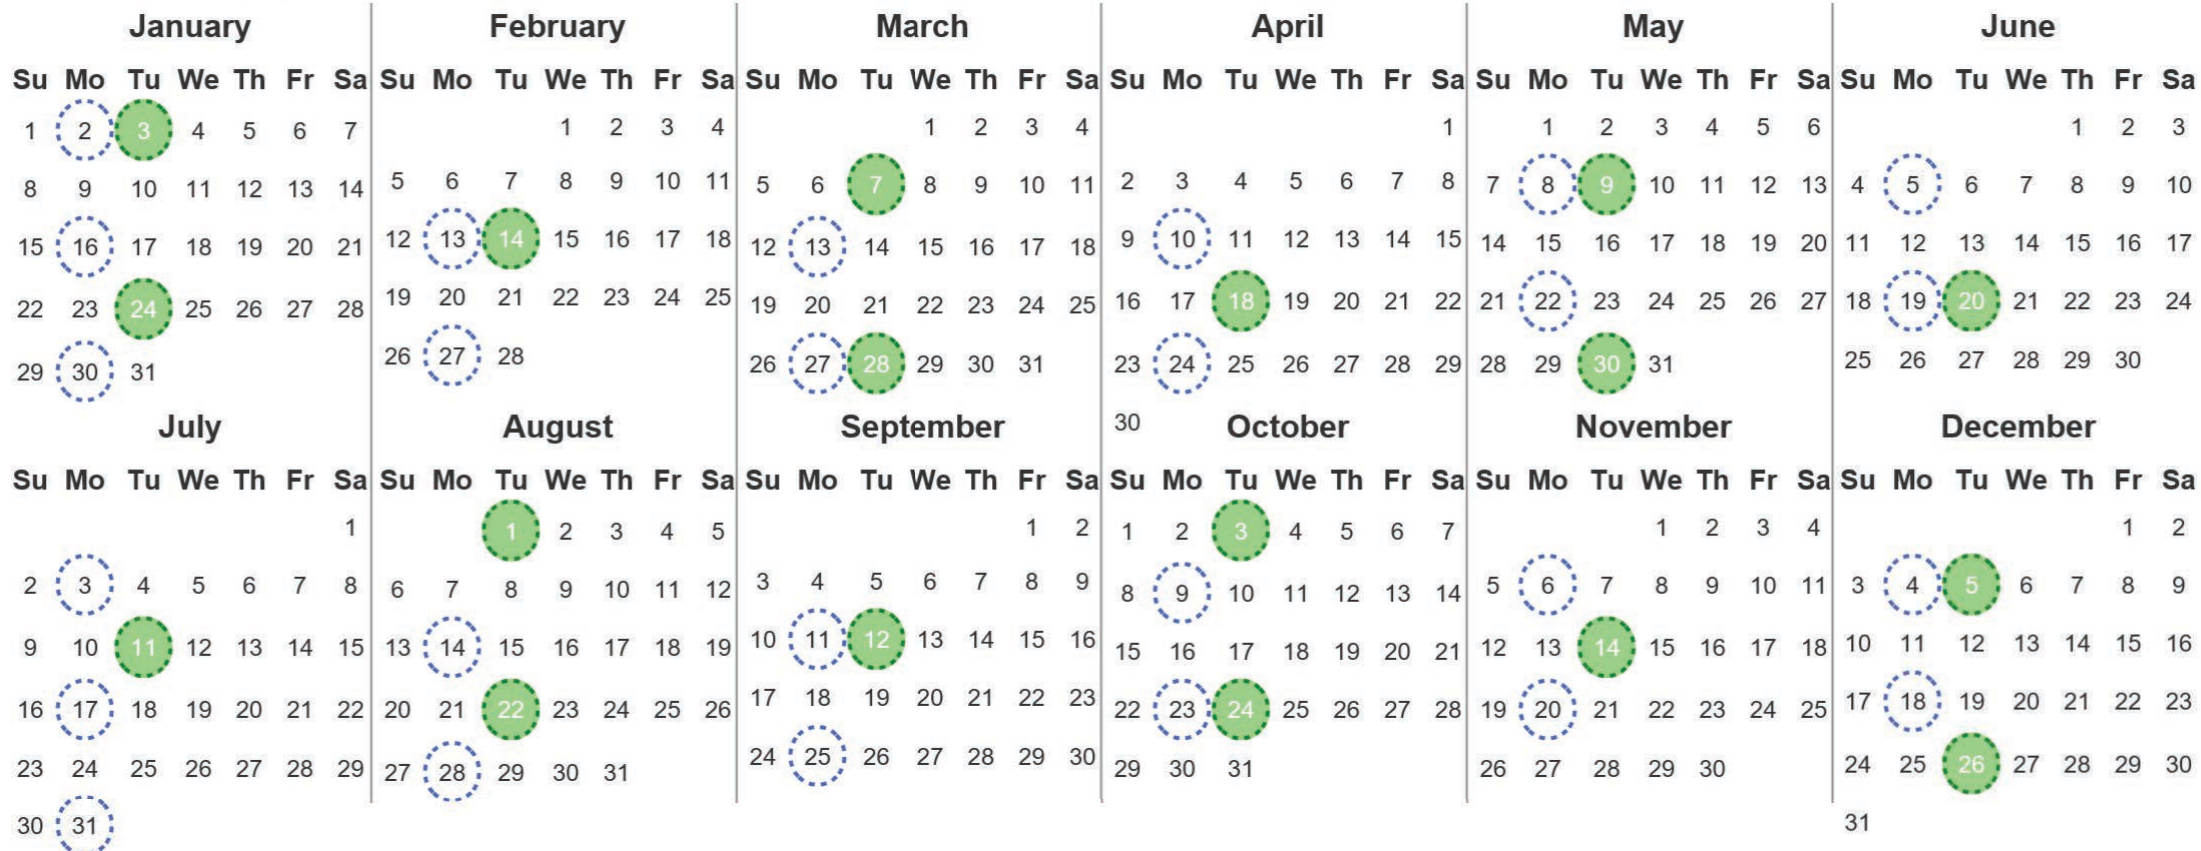 January
Su Mo Tu We Th Fr Sa
1 2 3 4 5 6 7
8 9 10 11 12 13 14
15 16 17 18 19 20 21
22 23 24 25 26 27 28
29 30 31
February
Su Mo Tu We Th Fr Sa
1 2 3 4
5 6 7 8 9 10 11
12 13 14 15 16 17 18
19 20 21 22 23 24 25
26 27 28
March
Su Mo Tu We Th Fr Sa
1 2 3 4
5 6 7 8 9 10 11
12 13 14 15 16 17 18
19 20 21 22 23 24 25
26 27 28 29 30 31
April
Su Mo Tu We Th Fr Sa
1
2 3 4 5 6 7 8
9 10 11 12 13 14 15
16 17 18 19 20 21 22
23 24 25 26 27 28 29
30
May
Su Mo Tu We Th Fr Sa
1 2 3 4 5 6
7 8 9 10 11 12 13
14 15 16 17 18 19 20
21 22 23 24 25 26 27
28 29 30 31
June
Su Mo Tu We Th Fr Sa
1 2 3
4 5 6 7 8 9 10
11 12 13 14 15 16 17
18 19 20 21 22 23 24
25 26 27 28 29 30
July
Su Mo Tu We Th Fr Sa
1
2 3 4 5 6 7 8
9 10 11 12 13 14 15
16 17 18 19 20 21 22
23 24 25 26 27 28 29
30 31
August
Su Mo Tu We Th Fr Sa
1 2 3 4 5
6 7 8 9 10 11 12
13 14 15 16 17 18 19
20 21 22 23 24 25 26
27 28 29 30 31
September
Su Mo Tu We Th Fr Sa
1 2
3 4 5 6 7 8 9
10 11 12 13 14 15 16
17 18 19 20 21 22 23
24 25 26 27 28 29 30
October
Su Mo Tu We Th Fr Sa
1 2 3 4 5 6 7
8 9 10 11 12 13 14
15 16 17 18 19 20 21
22 23 24 25 26 27 28
29 30 31
November
Su Mo Tu We Th Fr Sa
1 2 3 4
5 6 7 8 9 10 11
12 13 14 15 16 17 18
19 20 21 22 23 24 25
26 27 28 29 30
December
Su Mo Tu We Th Fr Sa
1 2
3 4 5 6 7 8 9
10 11 12 13 14 15 16
17 18 19 20 21 22 23
24 25 26 27 28 29 30
31